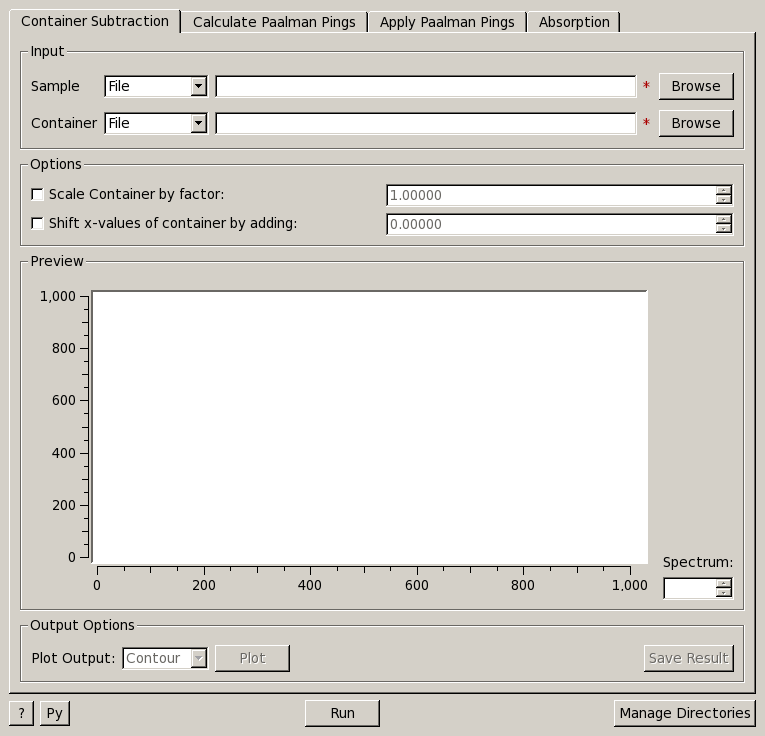 Container Subtraction Calculate Paalman Pings Apply Paalman Pings Absorption
Input
Sample File * Browse
Container File * Browse
Options
Scale Container by factor: 1.00000
Shift x-values of container by adding: 0.00000
Preview
1,000
800
600
400
200
0
0 200 400 600 800 1,000
Spectrum:
Output Options
Plot Output: Contour Plot Save Result
? Py Run Manage Directories